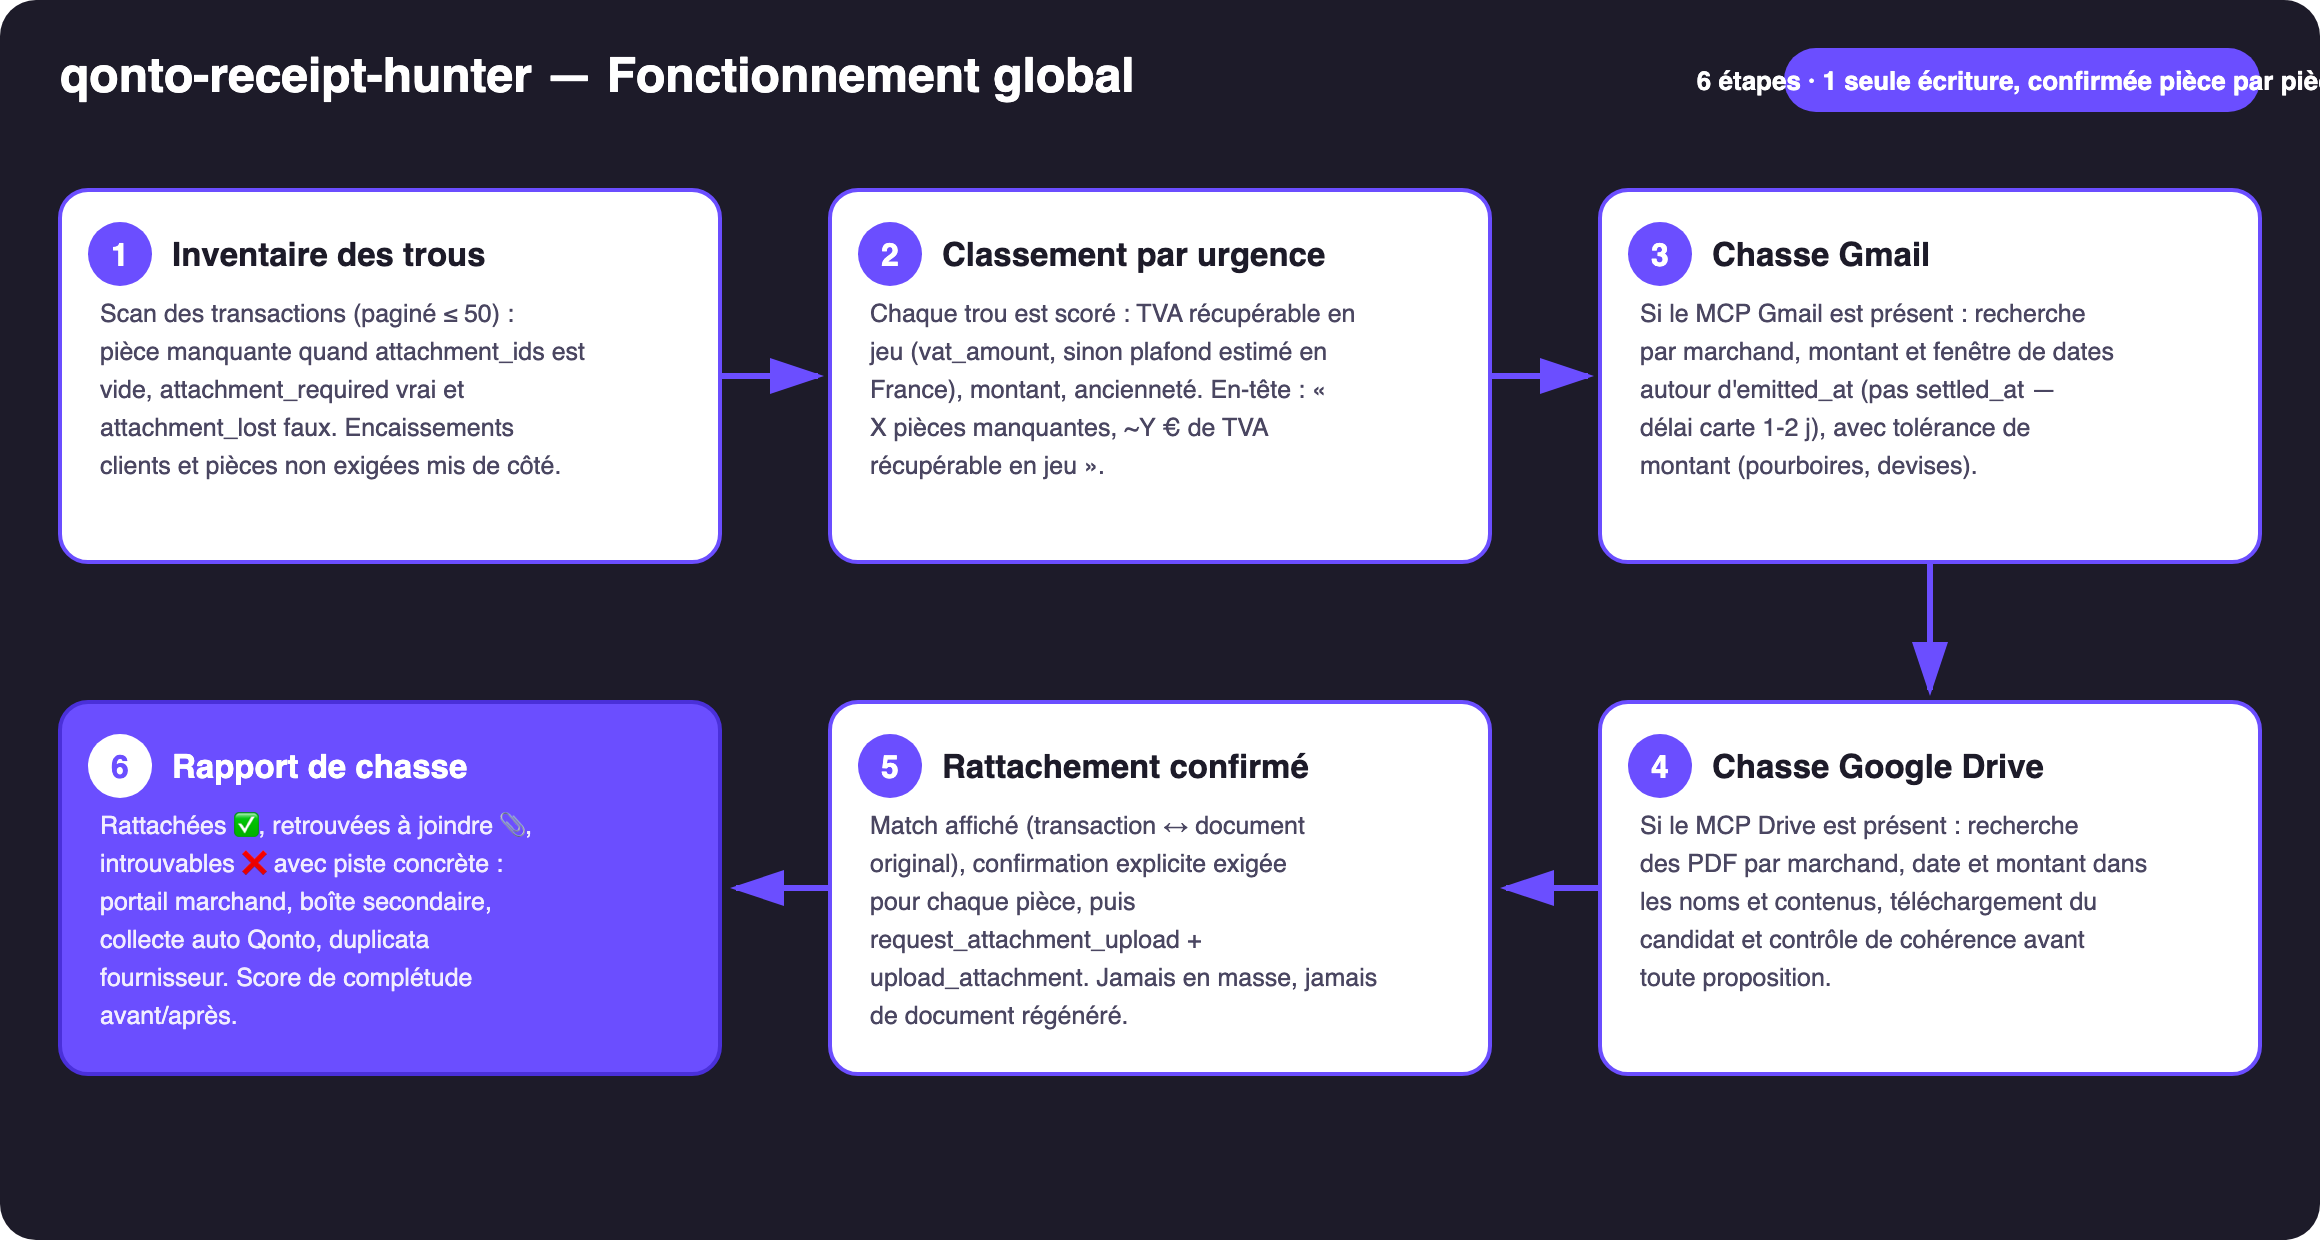 qonto-receipt-hunter — Fonctionnement global
6 étapes · 1 seule écriture, confirmée pièce par
1
Inventaire des trous
Scan des transactions (paginé ≤ 50) :
pièce manquante quand attachment_ids est
vide, attachment_required vrai et
attachment_lost faux. Encaissements
clients et pièces non exigées mis de côté.
2
Classement par urgence
Chaque trou est scoré : TVA récupérable en
jeu (vat_amount, sinon plafond estimé en
France), montant, ancienneté. En-tête : «
X pièces manquantes, ~Y € de TVA
récupérable en jeu ».
3
Chasse Gmail
Si le MCP Gmail est présent : recherche
par marchand, montant et fenêtre de dates
autour d'emitted_at (pas settled_at —
délai carte 1-2 j), avec tolérance de
montant (pourboires, devises).
4
Chasse Google Drive
Si le MCP Drive est présent : recherche
des PDF par marchand, date et montant dans
les noms et contenus, téléchargement du
candidat et contrôle de cohérence avant
toute proposition.
5
Rattachement confirmé
Match affiché (transaction ↔ document
original), confirmation explicite exigée
pour chaque pièce, puis
request_attachment_upload +
upload_attachment. Jamais en masse, jamais
de document régénéré.
6
Rapport de chasse
Rattachées ✅, retrouvées à joindre 📎,
introuvables ❌ avec piste concrète :
portail marchand, boîte secondaire,
collecte auto Qonto, duplicata
fournisseur. Score de complétude
avant/après.